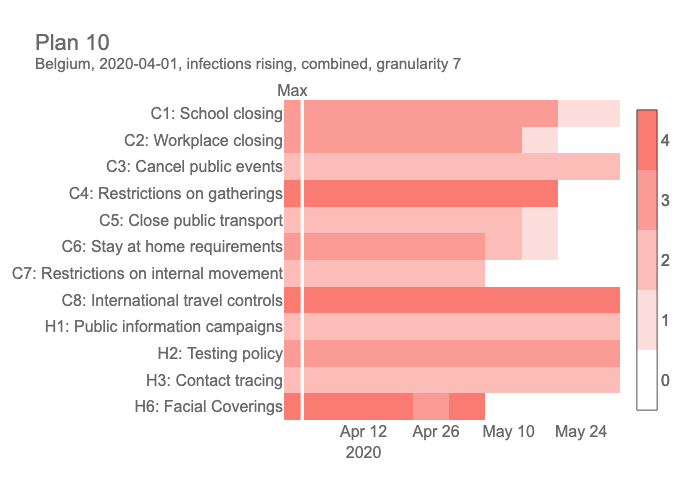 Plan 10
Belgium, 2020-04-01, infections rising, combined, granularity 7
Max
C1: School closing
C2: Workplace closing
C3: Cancel public events
C4: Restrictions on gatherings
C5: Close public transport
C6: Stay at home requirements
C7: Restrictions on internal movement
C8: International travel controls
H1: Public information campaigns
H2: Testing policy
H3: Contact tracing
H6: Facial Coverings
Apr 12 Apr 26 May 10 May 24
2020
4
3
2
1
0